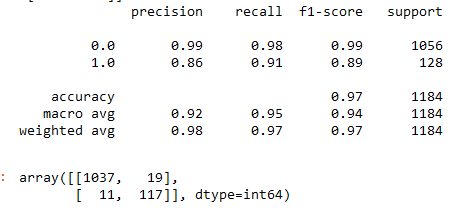 precision recall f1-score support
0.0 0.99 0.98 0.99 1056
1.0 0.86 0.91 0.89 128
accuracy 0.97 1184
macro avg 0.92 0.95 0.94 1184
weighted avg 0.98 0.97 0.97 1184
: array([[1037, 19],
[ 11, 117]], dtype=int64)